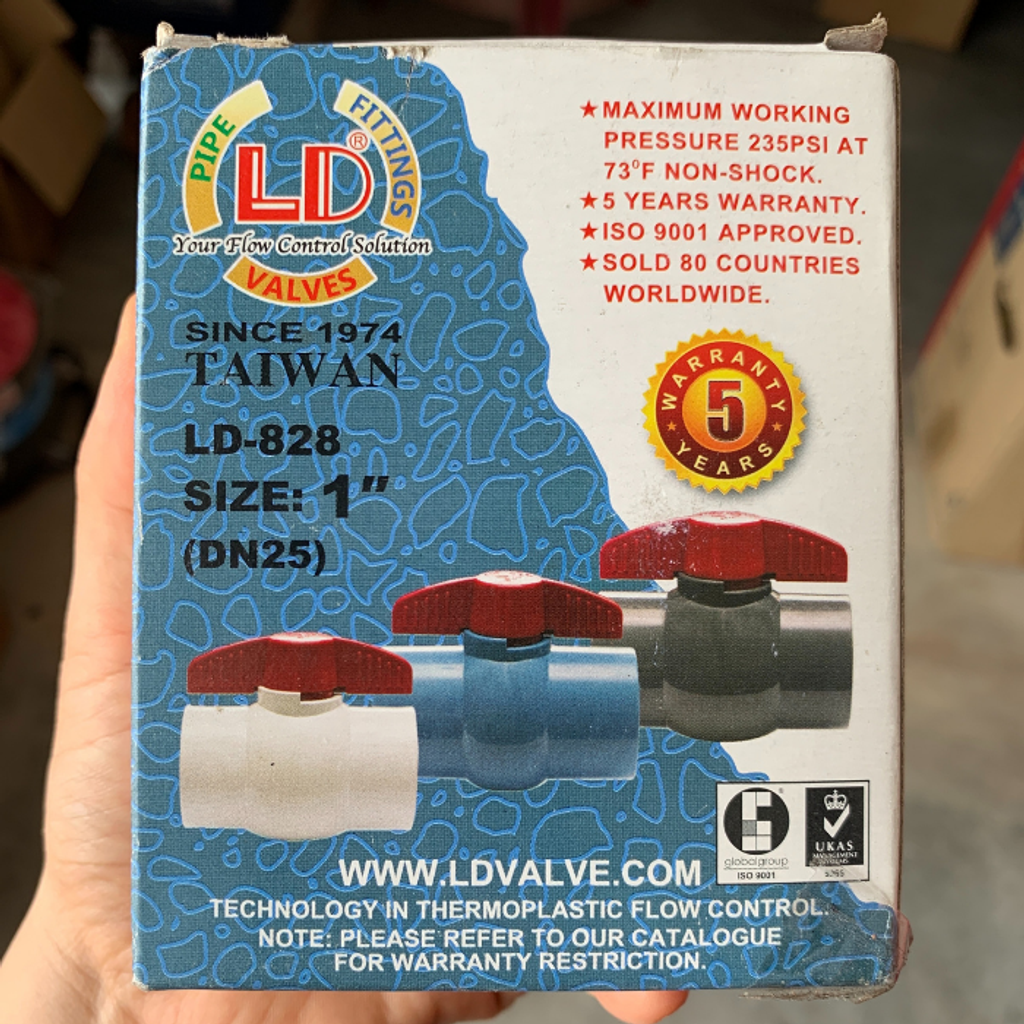 PIPE
FITTINGS
LD®
Your Flow Control Solution
VALVES
SINCE 1974
TAIWAN
LD-828
SIZE: 1"
(DN25)
★MAXIMUM WORKING
PRESSURE 235PSI AT
73⁰F NON-SHOCK.
★5 YEARS WARRANTY.
★ISO 9001 APPROVED.
★SOLD 80 COUNTRIES
WORLDWIDE.
WARRANTY
5
★ YEARS ★
globalgroup
ISO 9001
UKAS
MANAGEMENT
SYSTEMS
WWW.LDVALVE.COM
TECHNOLOGY IN THERMOPLASTIC FLOW CONTROL.
NOTE: PLEASE REFER TO OUR CATALOGUE
FOR WARRANTY RESTRICTION.